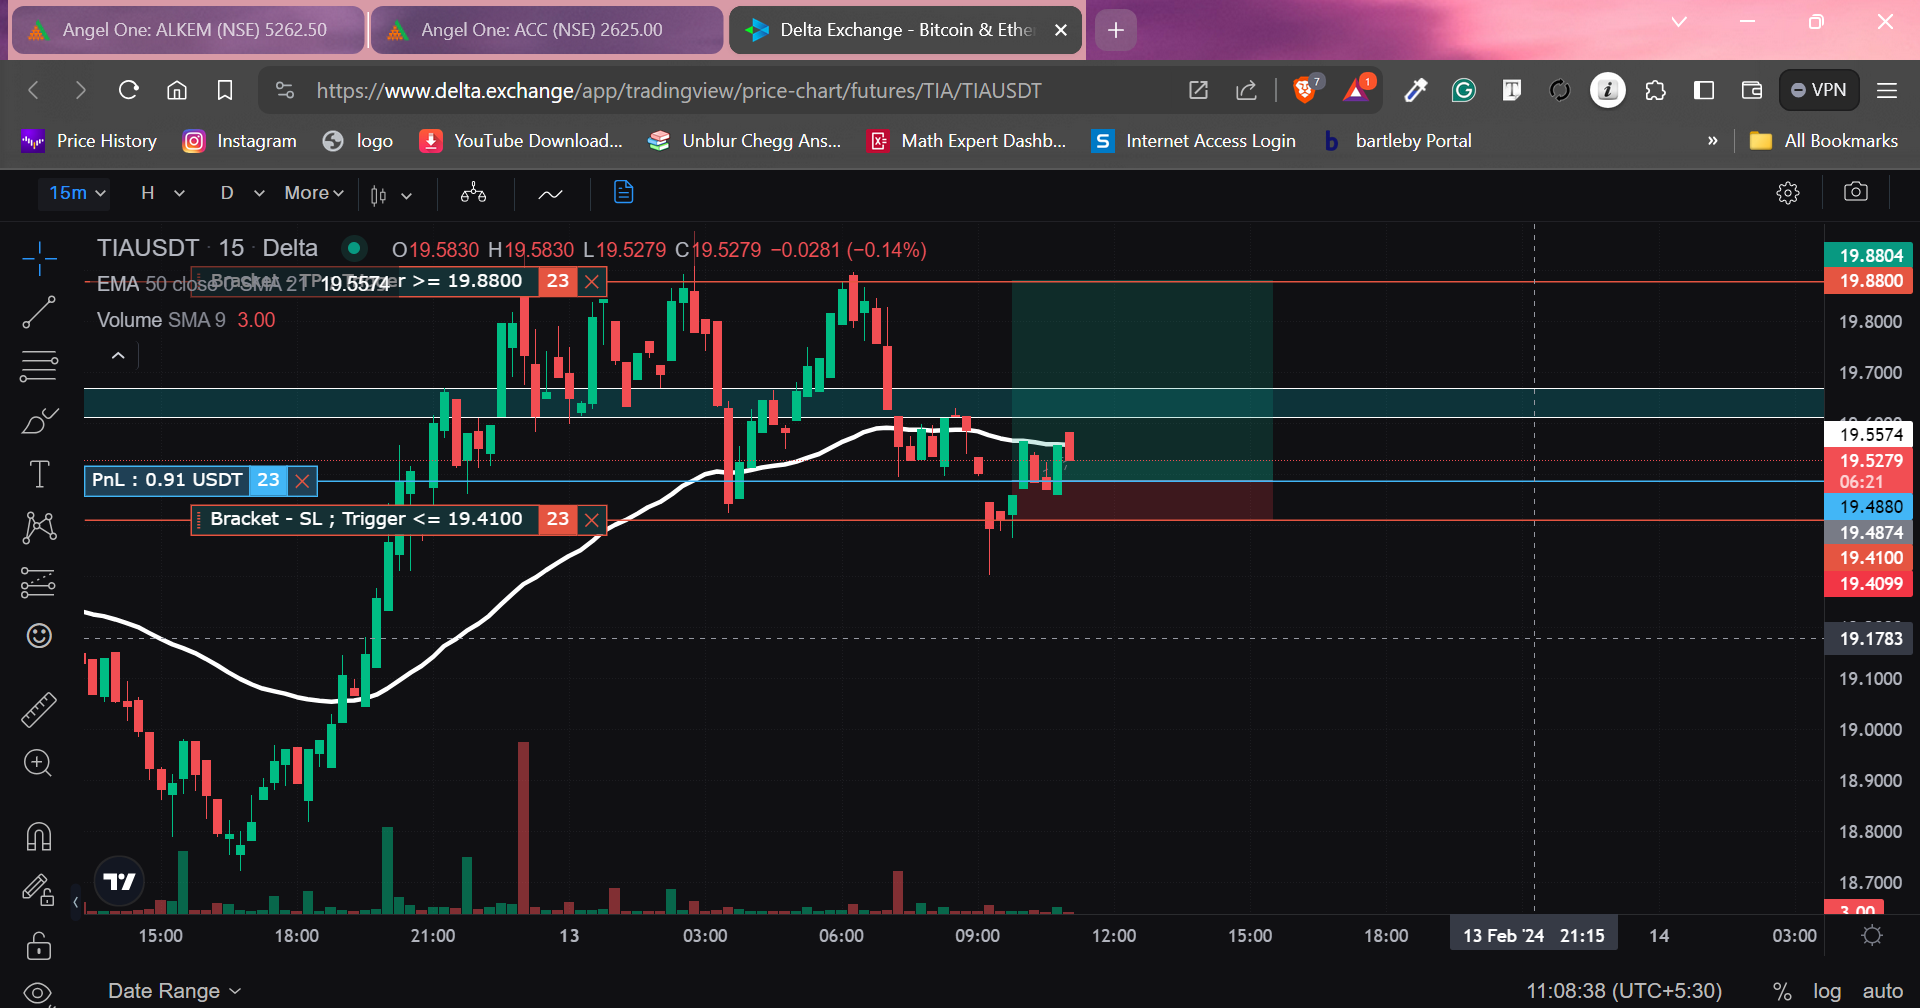 Angel One: ALKEM (NSE) 5262.50
Angel One: ACC (NSE) 2625.00
Delta Exchange - Bitcoin & Ethe
https://www.delta.exchange/app/tradingview/price-chart/futures/TIA/TIAUSDT
7
1
VPN
Price History
Instagram
logo
YouTube Download...
Unblur Chegg Ans...
Math Expert Dashb...
Internet Access Login
bartleby Portal
»
All Bookmarks
15m
H
D
More
TIAUSDT · 15 · Delta
O19.5830 H19.5830 L19.5279 C19.5279 −0.0281 (−0.14%)
EMA 50 close 0 SMA 21 19.5574
Bracket - TP ; Trigger >= 19.8800 23
Volume SMA 9 3.00
PnL : 0.91 USDT 23
Bracket - SL ; Trigger <= 19.4100 23
19.8804
19.8800
19.8000
19.7000
19.5574
19.5279
06:21
19.4880
19.4874
19.4100
19.4099
19.1783
19.1000
19.0000
18.9000
18.8000
18.7000
3.00
15:00
18:00
21:00
13
03:00
06:00
09:00
12:00
15:00
18:00
13 Feb '24 21:15
14
03:00
Date Range
11:08:38 (UTC+5:30)
%
log
auto